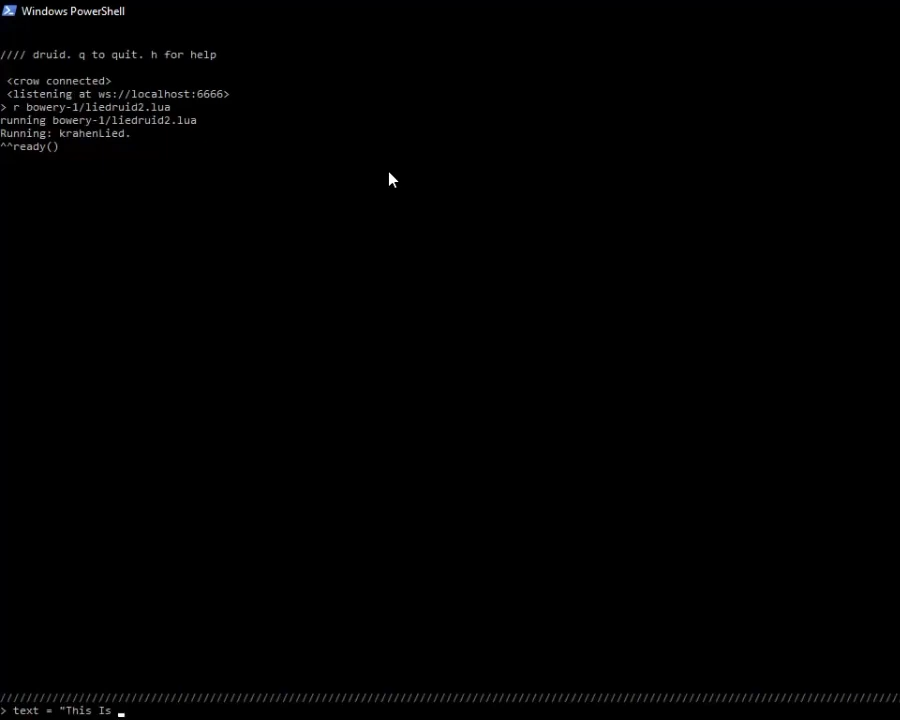 Windows PowerShell
//// druid. q to quit. h for help
<crow connected>
<listening at ws://localhost:6666>
> r bowery-1/liedruid2.lua
running bowery-1/liedruid2.lua
Running: krahenLied.
^^ready()
//////////////////////////////////////////////////////////////////////////////////////////////////////////////////////////////////////////
> text = "This Is _